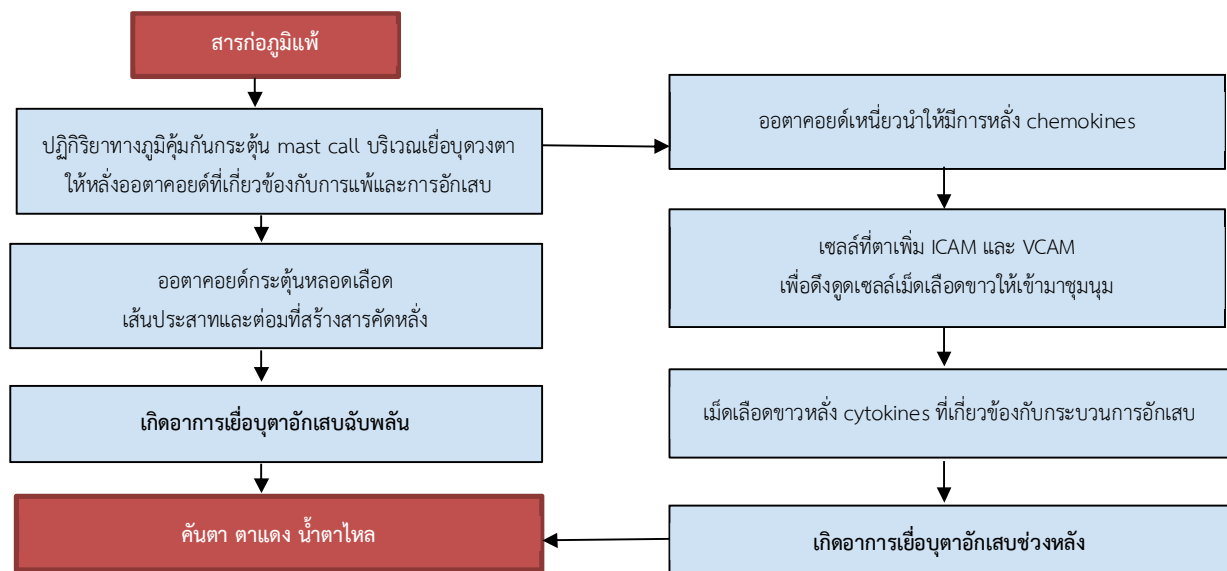 สารก่อภูมิแพ้
ปฏิกิริยาทางภูมิคุ้มกันกระตุ้น mast call บริเวณเยื่อบุดวงตา
ให้หลั่งออตาคอยด์ที่เกี่ยวข้องกับการแพ้และการอักเสบ
ออตาคอยด์กระตุ้นหลอดเลือด
เส้นประสาทและต่อมที่สร้างสารคัดหลั่ง
เกิดอาการเยื่อบุตาอักเสบฉับพลัน
คันตา ตาแดง น้ำตาไหล
ออตาคอยด์เหนี่ยวนำให้มีการหลั่ง chemokines
เซลล์ที่ตาเพิ่ม ICAM และ VCAM
เพื่อดึงดูดเซลล์เม็ดเลือดขาวให้เข้ามาชุมนุม
เม็ดเลือดขาวหลั่ง cytokines ที่เกี่ยวข้องกับกระบวนการอักเสบ
เกิดอาการเยื่อบุตาอักเสบช่วงหลัง